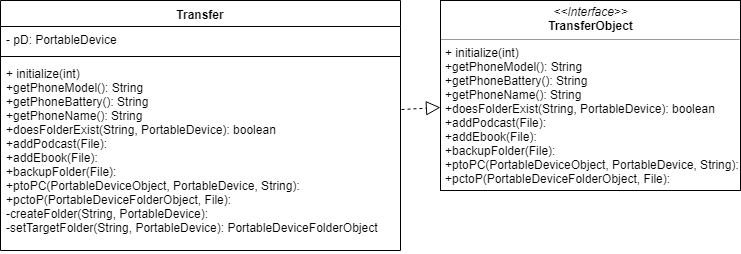 Transfer
- pD: PortableDevice
+ initialize(int)
+getPhoneModel(): String
+getPhoneBattery(): String
+getPhoneName(): String
+doesFolderExist(String, PortableDevice): boolean
+addPodcast(File):
+addEbook(File):
+backupFolder(File):
+ptoPC(PortableDeviceObject, PortableDevice, String):
+pctoP(PortableDeviceFolderObject, File):
-createFolder(String, PortableDevice):
-setTargetFolder(String, PortableDevice): PortableDeviceFolderObject
<<Interface>>
TransferObject
+ initialize(int)
+getPhoneModel(): String
+getPhoneBattery(): String
+getPhoneName(): String
+doesFolderExist(String, PortableDevice): boolean
+addPodcast(File):
+addEbook(File):
+backupFolder(File):
+ptoPC(PortableDeviceObject, PortableDevice, String):
+pctoP(PortableDeviceFolderObject, File):